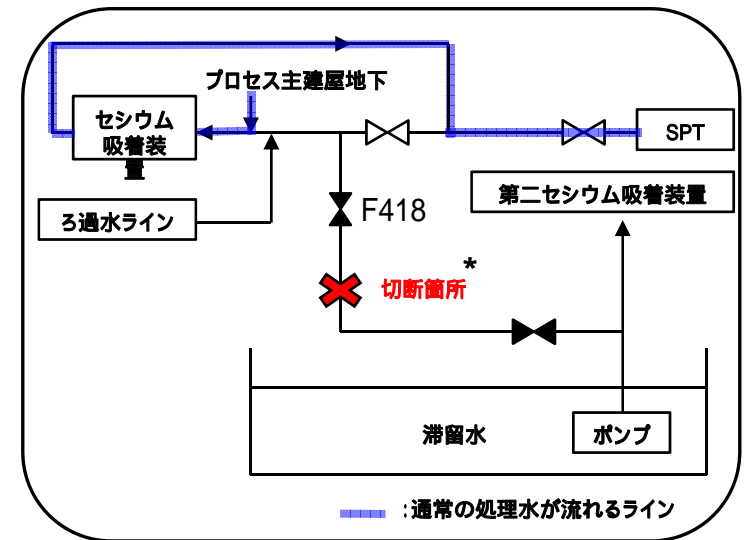 プロセス主建屋地下
セシウム
吸着装
置
SPT
第二セシウム吸着装置
ろ過水ライン
F418
*
切断箇所
滞留水
ポンプ
:通常の処理水が流れるライン